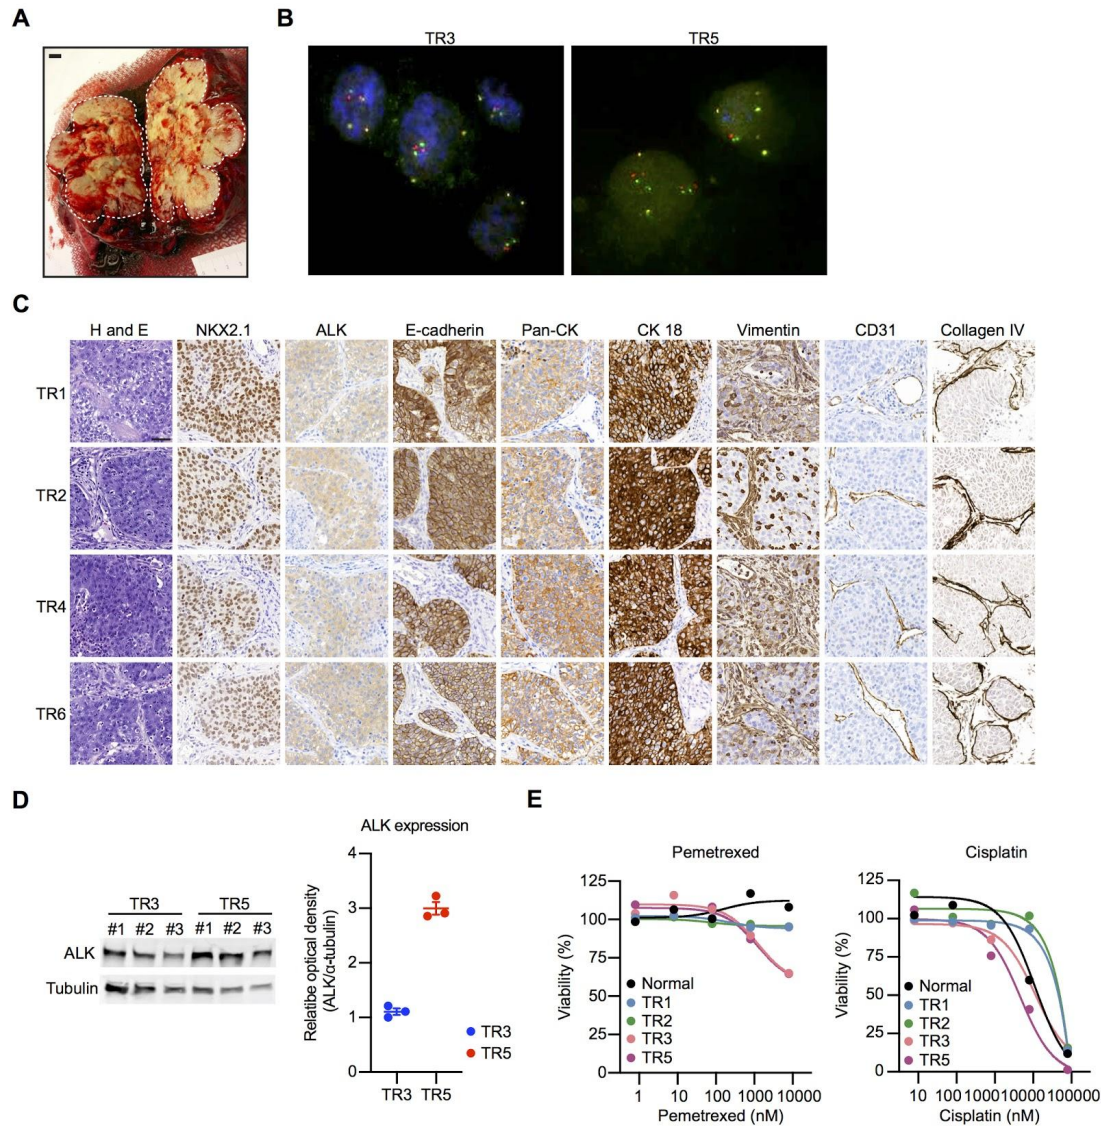 A
B
TR3 TR5
C
H and E NKX2.1 ALK E-cadherin Pan-CK CK 18 Vimentin CD31 Collagen IV
TR1
TR2
TR4
TR6
D
ALK expression
TR3 TR5
#1 #2 #3 #1 #2 #3
ALK
Tubulin
Relatibe optical density
(ALK/α-tubulin)
4
3
2
1
0
TR3 TR5
TR3
TR5
E
Pemetrexed
Viability (%)
125
100
75
50
25
0
Normal
TR1
TR2
TR3
TR5
1 10 100 1000 10000
Pemetrexed (nM)
Cisplatin
Viability (%)
125
100
75
50
25
0
Normal
TR1
TR2
TR3
TR5
10 100 1000 10000 100000
Cisplatin (nM)